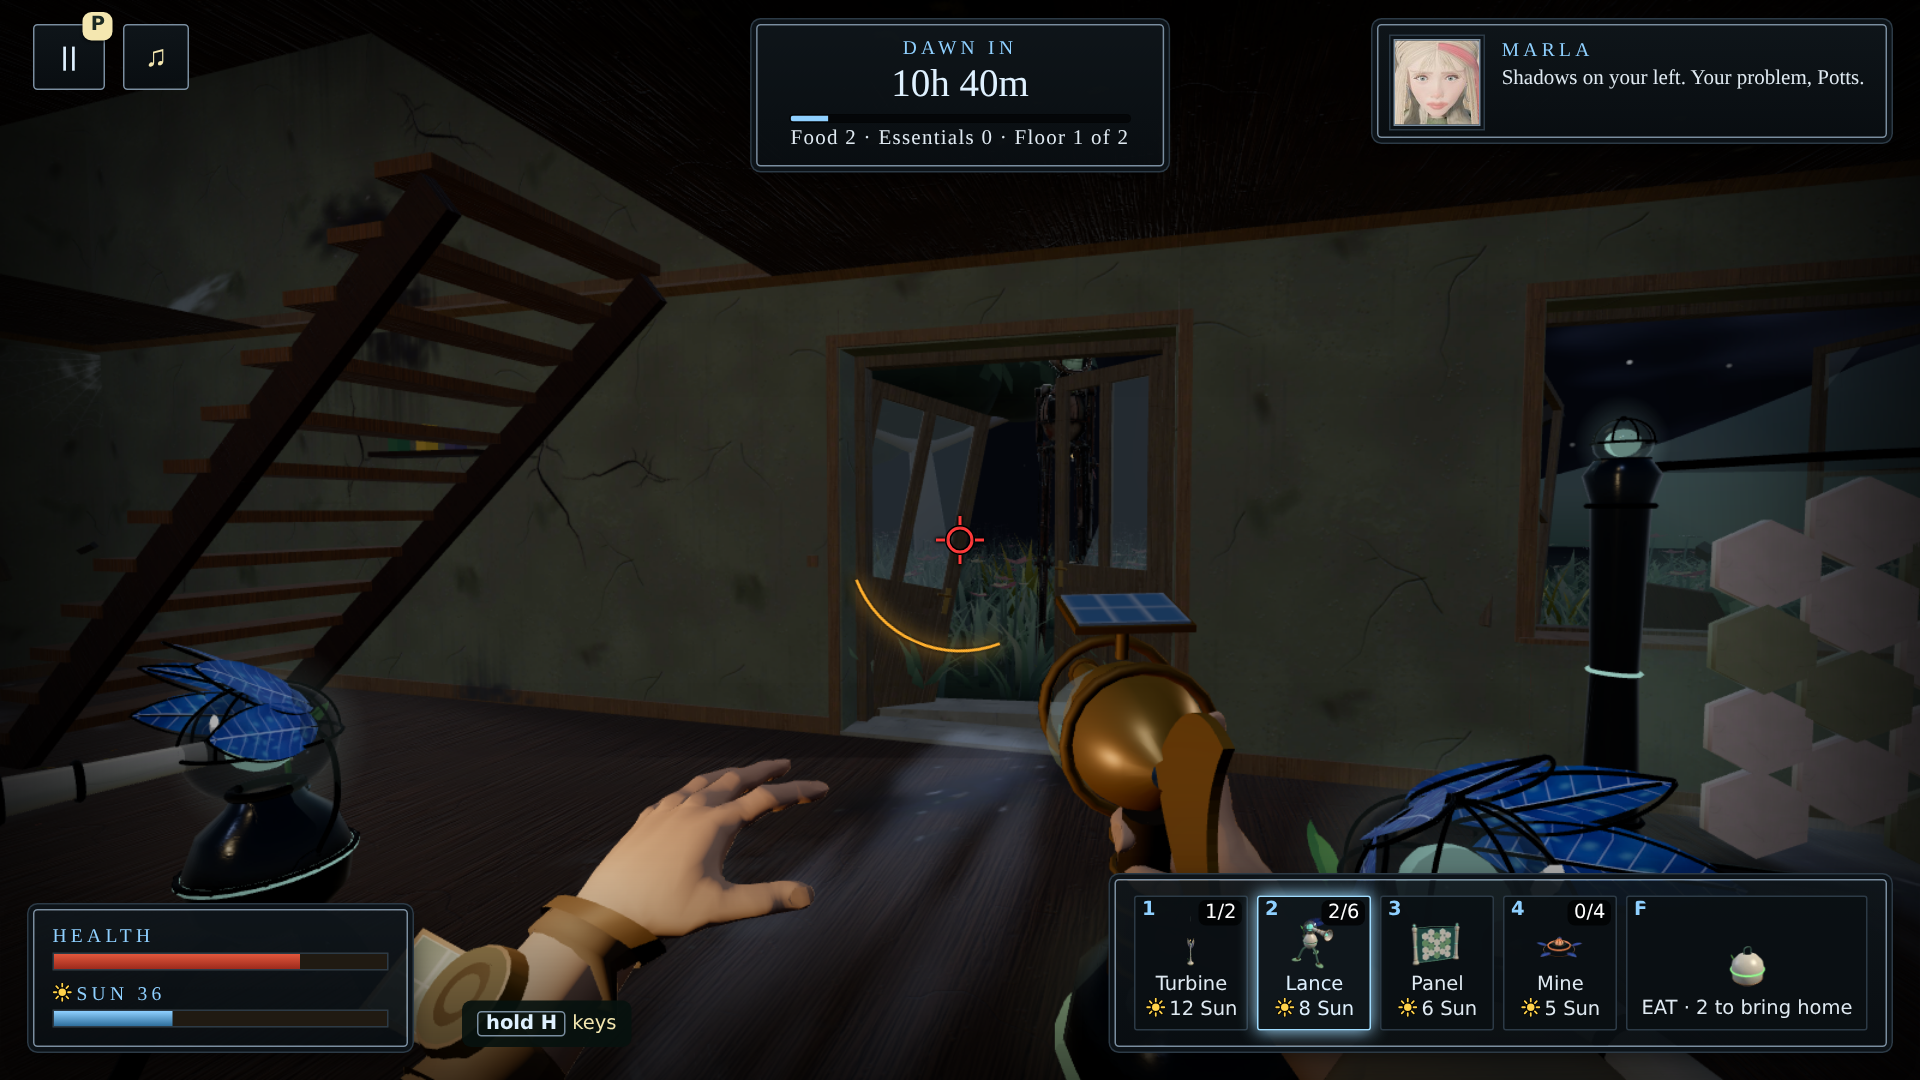 P
DAWN IN
10h 40m
Food 2 · Essentials 0 · Floor 1 of 2
MARLA
Shadows on your left. Your problem, Potts.
HEALTH
SUN 36
hold H keys
1 1/2
Turbine
12 Sun
2 2/6
Lance
8 Sun
3
Panel
6 Sun
4 0/4
Mine
5 Sun
F
EAT · 2 to bring home